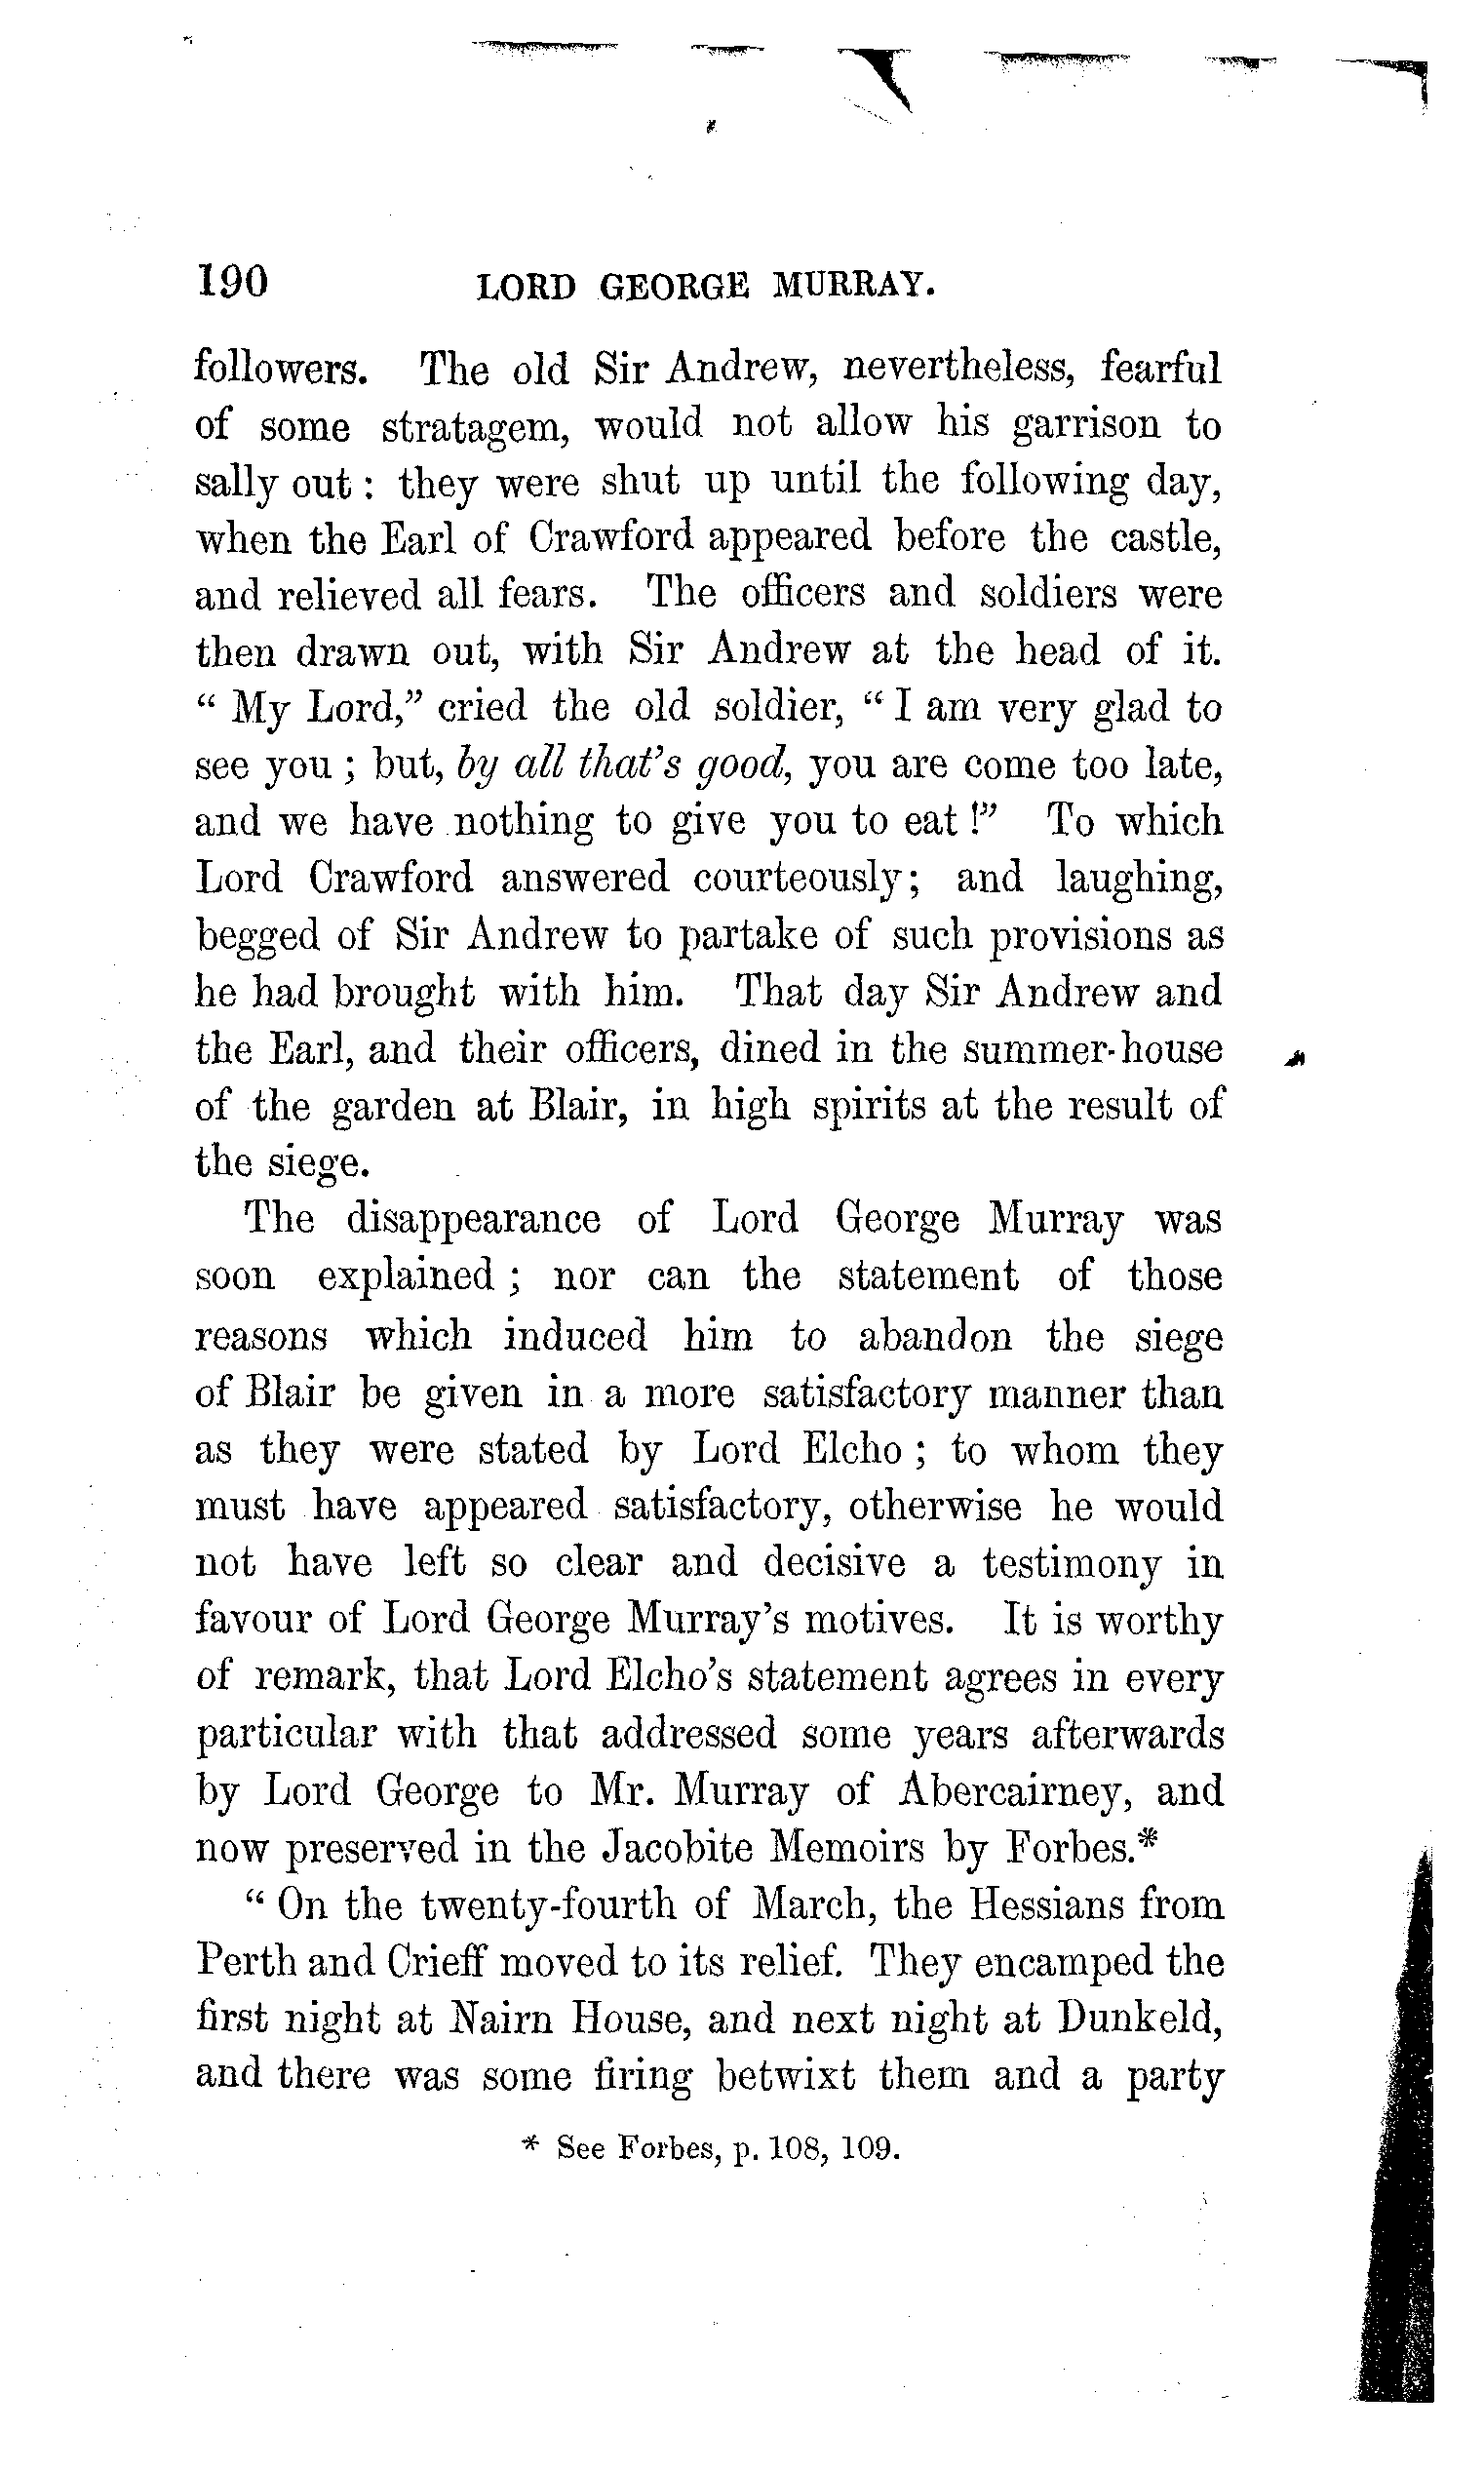 190 LORD GEORGE MURRAY.
followers. The old Sir Andrew, nevertheless, fearful
of some stratagem, would not allow his garrison to
sally out : they were shut up until the following day,
when the Earl of Crawford appeared before the castle,
and relieved all fears. The officers and soldiers were
then drawn out, with Sir Andrew at the head of it.
" My Lord," cried the old soldier, " I am very glad to
see you ; but, by all that's good, you are come too late,
and we have nothing to give you to eat !" To which
Lord Crawford answered courteously; and laughing,
begged of Sir Andrew to partake of such provisions as
he had brought with him. That day Sir Andrew and
the Earl, and their officers, dined in the summer-house
of the garden at Blair, in high spirits at the result of
the siege.
The disappearance of Lord George Murray was
soon explained ; nor can the statement of those
reasons which induced him to abandon the siege
of Blair be given in a more satisfactory manner than
as they were stated by Lord Elcho ; to whom they
must have appeared satisfactory, otherwise he would
not have left so clear and decisive a testimony in
favour of Lord George Murray's motives. It is worthy
of remark, that Lord Elcho's statement agrees in every
particular with that addressed some years afterwards
by Lord George to Mr. Murray of Abercairney, and
now preserved in the Jacobite Memoirs by Forbes.*
" On the twenty-fourth of March, the Hessians from
Perth and Crieff moved to its relief. They encamped the
first night at Nairn House, and next night at Dunkeld,
and there was some firing betwixt them and a party
* See Forbes, p. 108, 109.